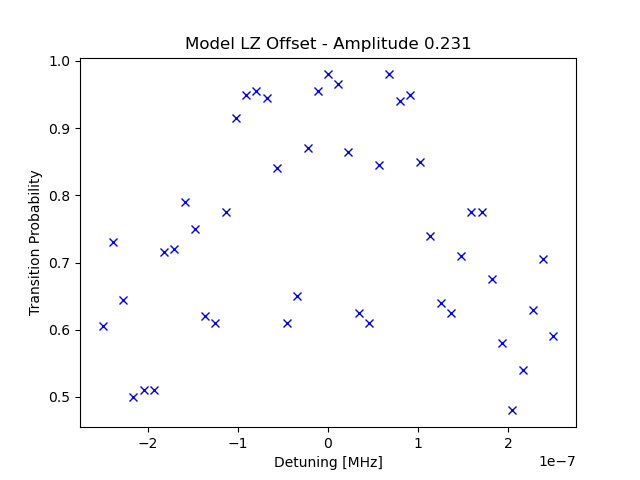 Model LZ Offset - Amplitude 0.231
Transition Probability
1.0
0.9
0.8
0.7
0.6
0.5
−2
−1
0
1
2
1e−7
Detuning [MHz]